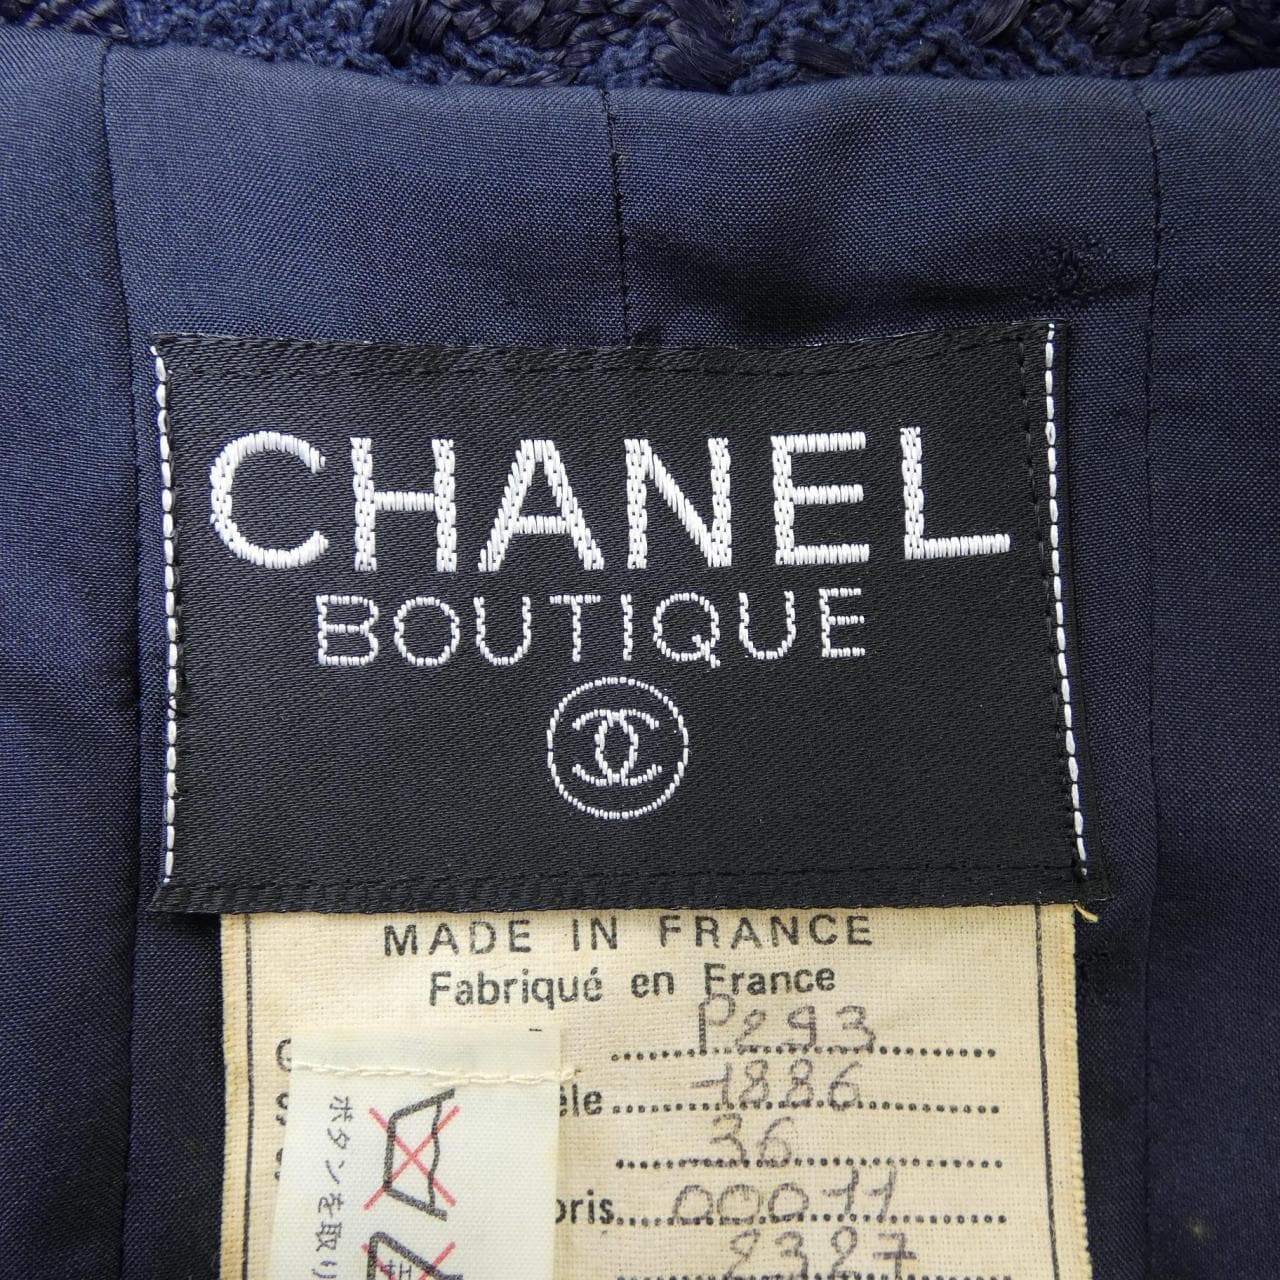 CHANEL
BOUTIQUE
MADE IN FRANCE
Fabriqué en France
P293
èle 1886
36
oris 00011
2327
ボタンを取り